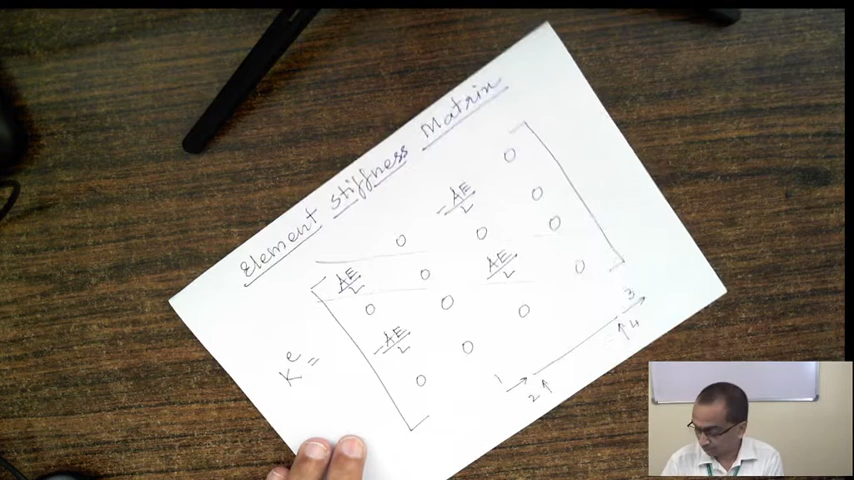 Element stiffness Matrix
AE/L 0 -AE/L 0
0 0 0 0
K^e =
-AE/L 0 AE/L 0
0 0 0 0
1 3
2 4